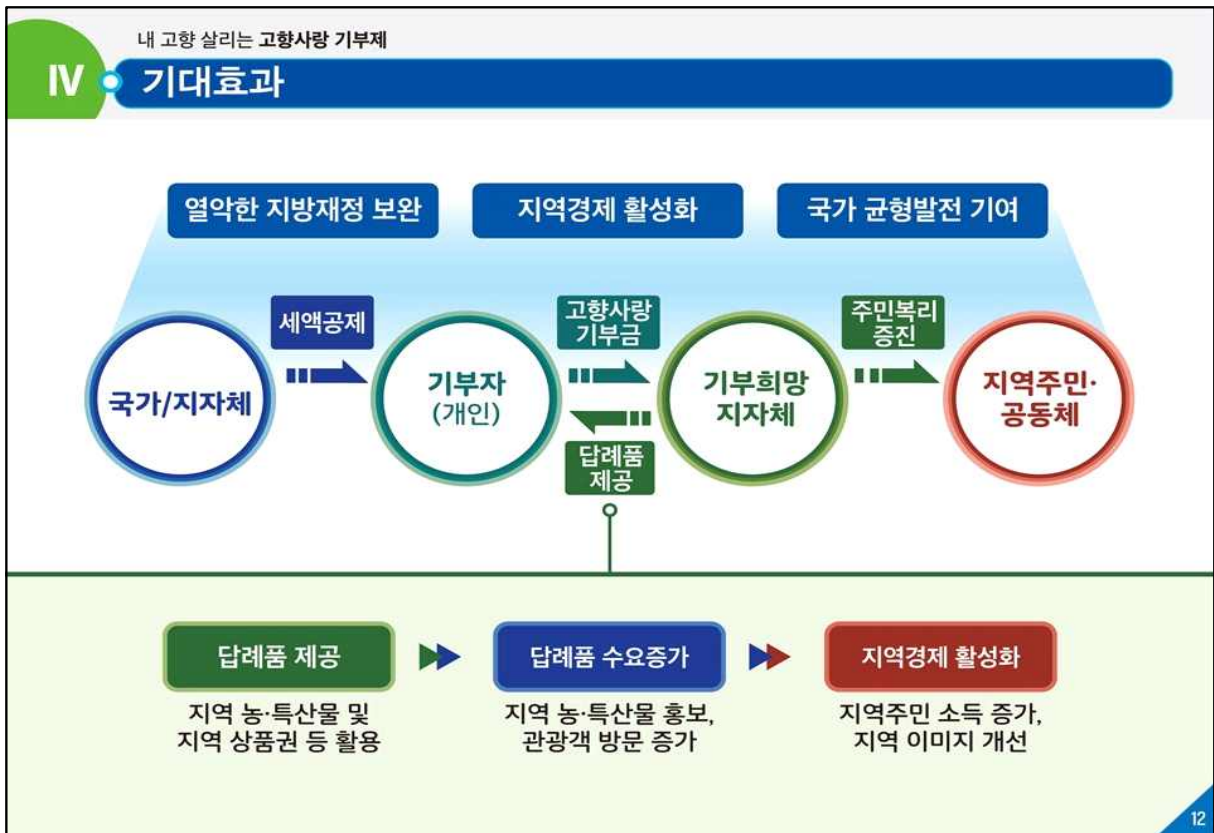 내 고향 살리는 고향사랑 기부제
IV
기대효과
열악한 지방재정 보완
지역경제 활성화
국가 균형발전 기여
국가/지자체
세액공제
기부자
(개인)
고향사랑
기부금
답례품
제공
기부희망
지자체
주민복리
증진
지역주민·
공동체
답례품 제공
지역 농·특산물 및
지역 상품권 등 활용
답례품 수요증가
지역 농·특산물 홍보,
관광객 방문 증가
지역경제 활성화
지역주민 소득 증가,
지역 이미지 개선
12